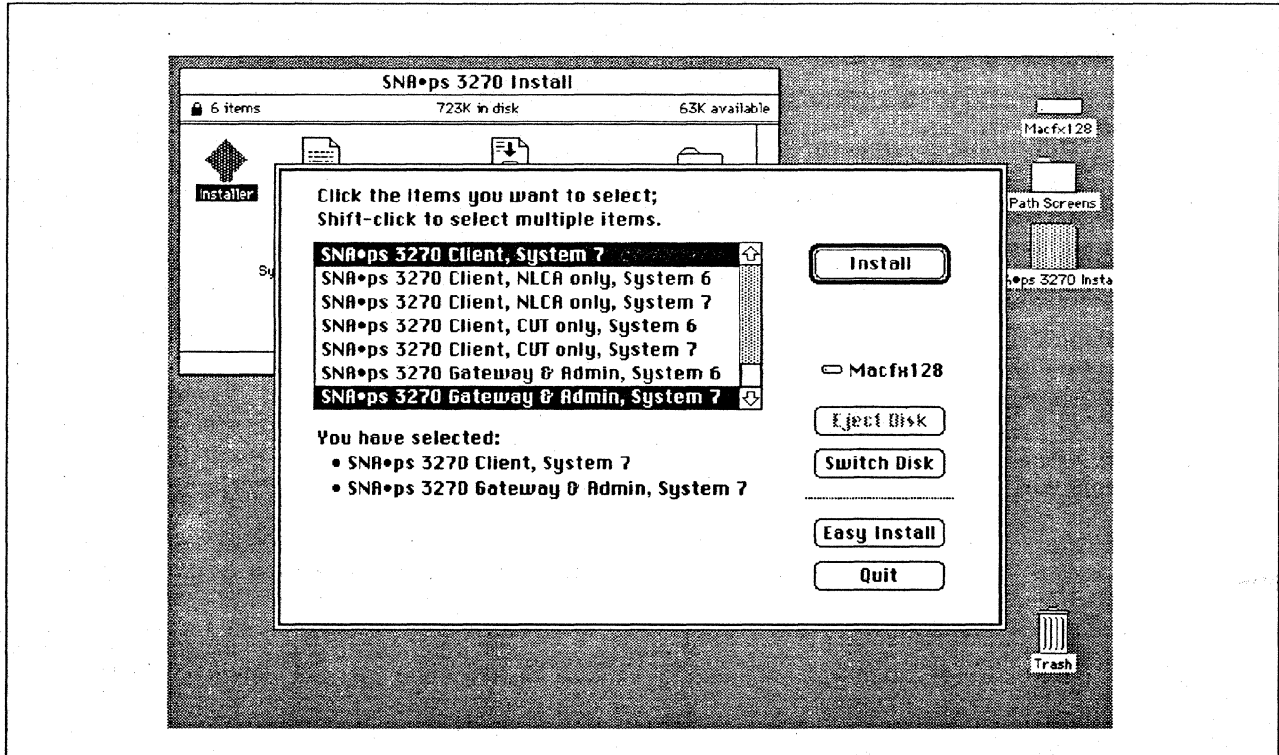 SNA•ps 3270 Install
6 items 723K in disk 63K available
Installer
Sy
Click the items you want to select;
Shift-click to select multiple items.
SNA•ps 3270 Client, System 7
SNA•ps 3270 Client, NLCA only, System 6
SNA•ps 3270 Client, NLCA only, System 7
SNA•ps 3270 Client, CUT only, System 6
SNA•ps 3270 Client, CUT only, System 7
SNA•ps 3270 Gateway & Admin, System 6
SNA•ps 3270 Gateway & Admin, System 7
You have selected:
• SNA•ps 3270 Client, System 7
• SNA•ps 3270 Gateway & Admin, System 7
Install
Macfx128
Eject Disk
Switch Disk
Easy Install
Quit
Macfx128
Path Screens
•ps 3270 Insta
Trash